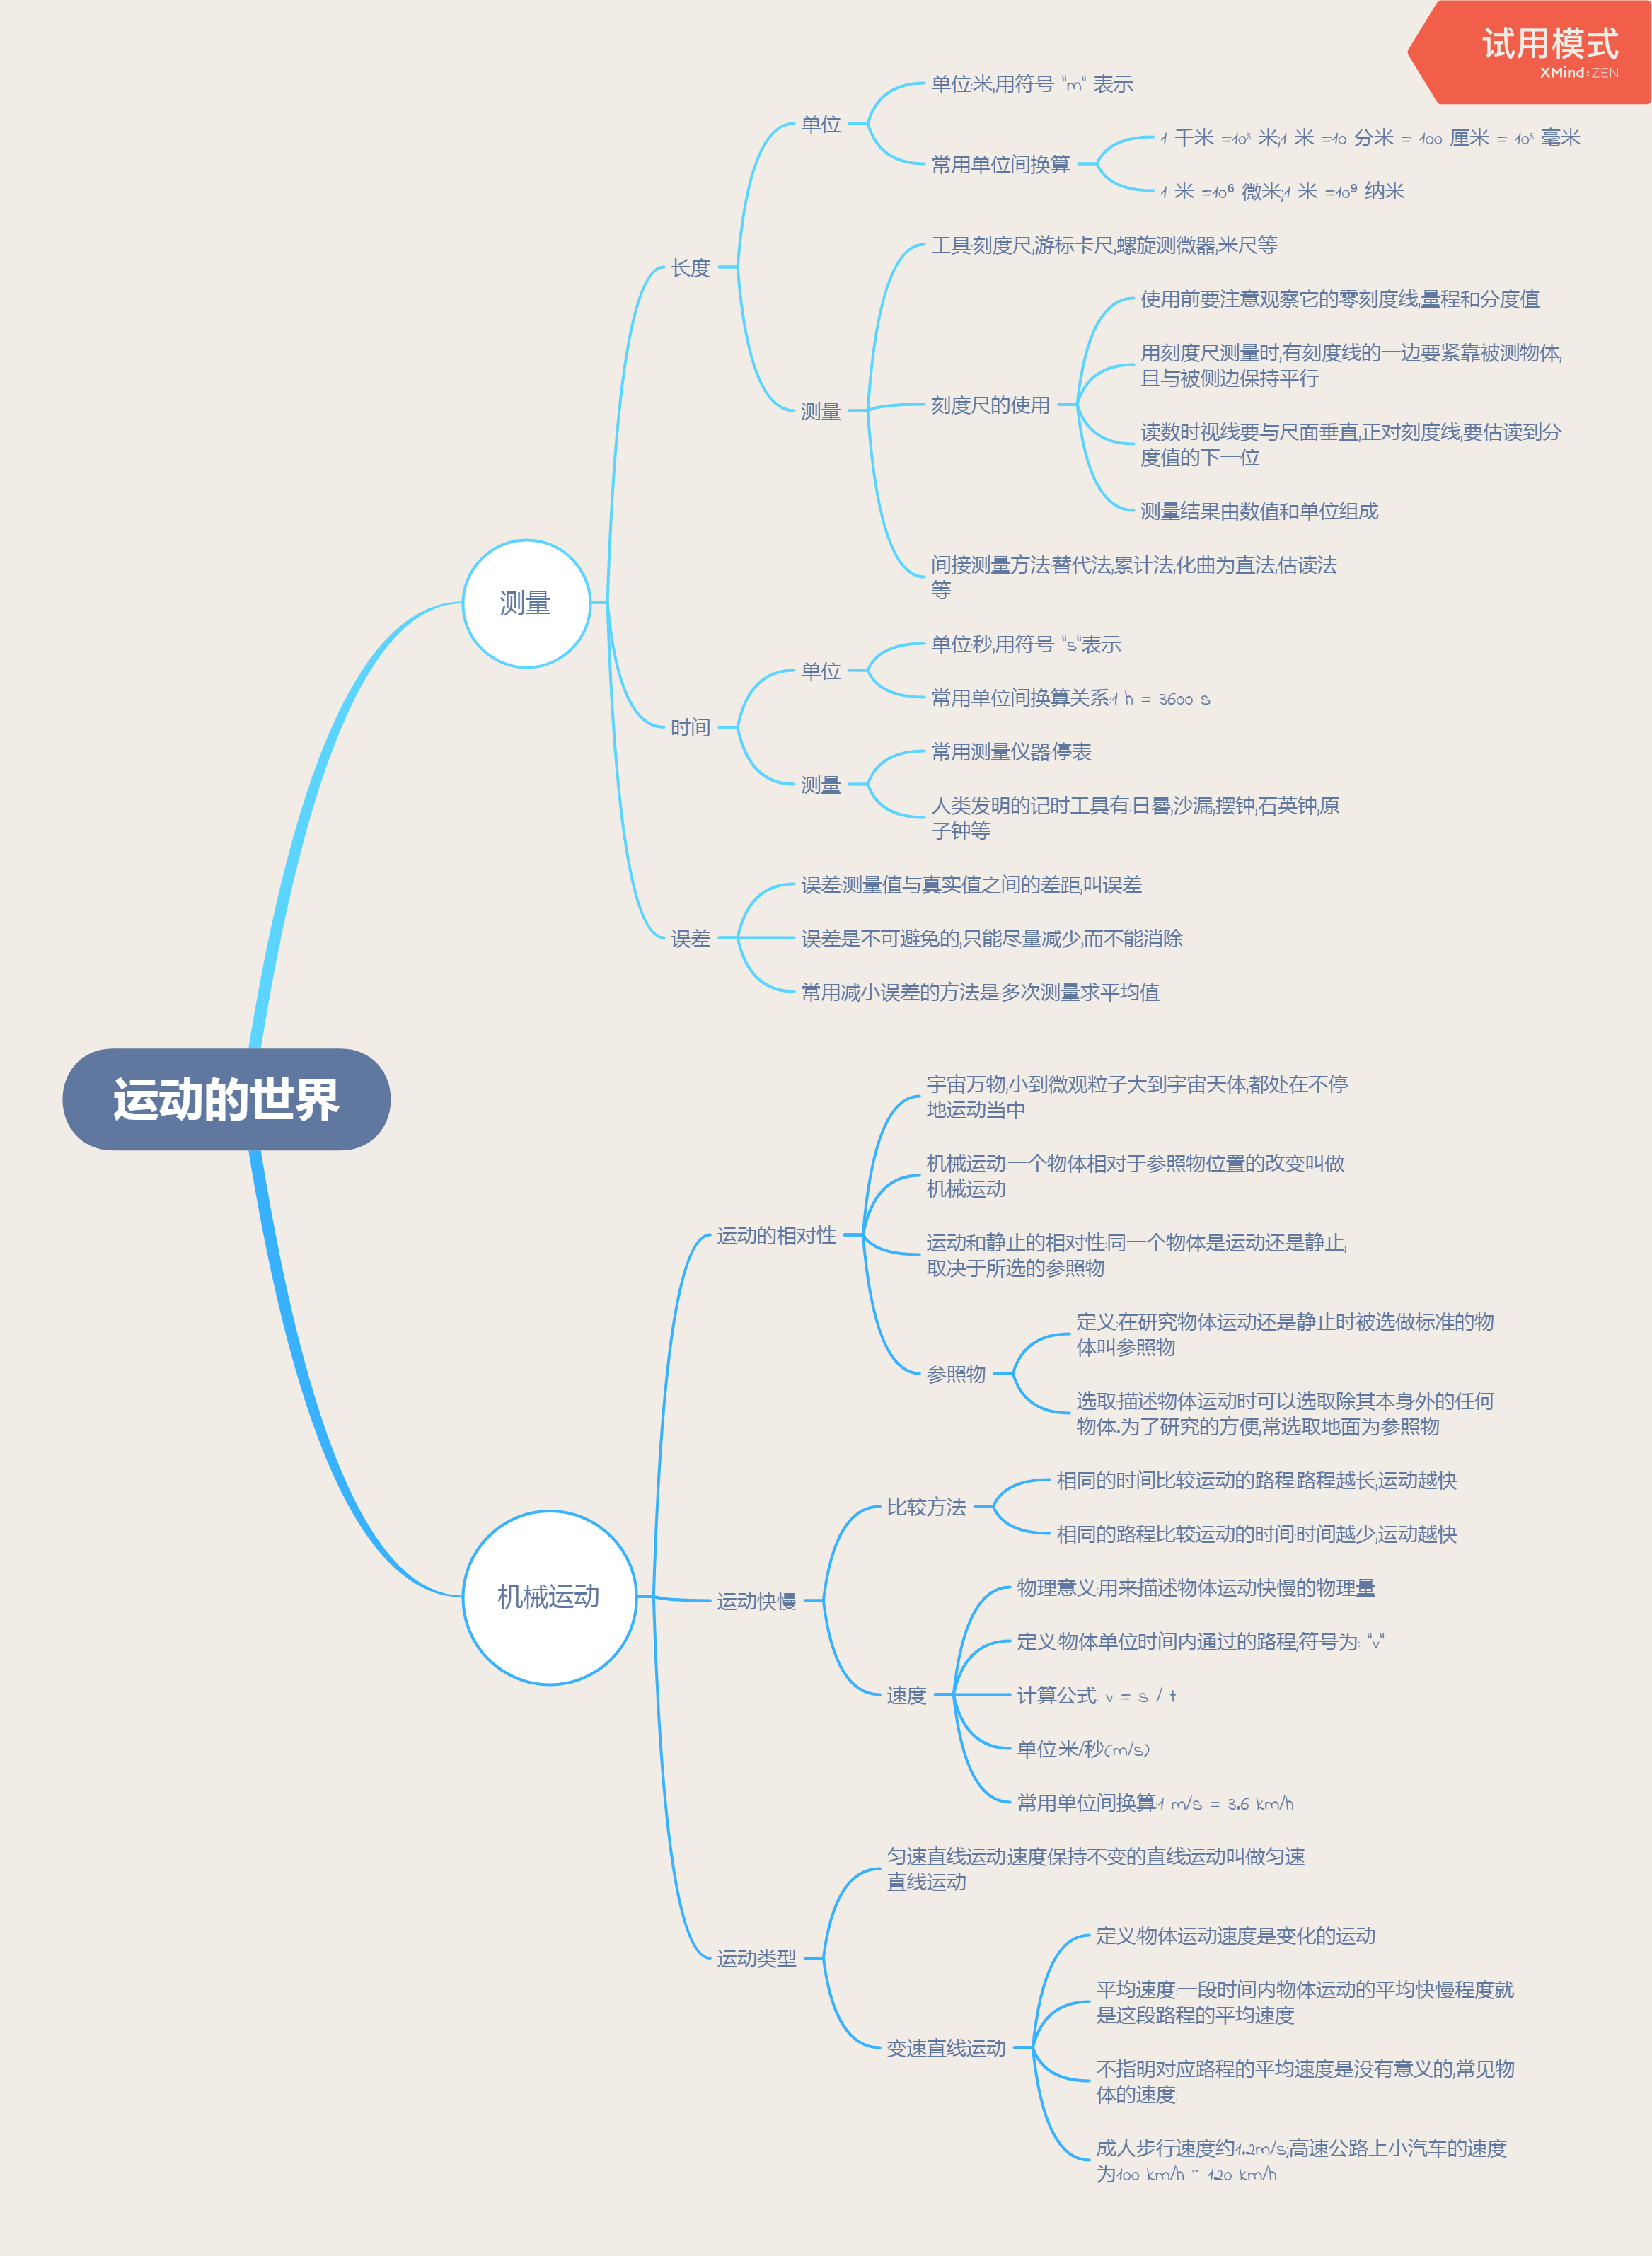 试用模式
XMind:ZEN
运动的世界
测量
长度
单位
单位:米,用符号 "m" 表示
常用单位间换算
1 千米 =10³ 米;1 米 =10 分米 = 100 厘米 = 10³ 毫米
1 米 =10⁶ 微米;1 米 =10⁹ 纳米
测量
工具:刻度尺,游标卡尺,螺旋测微器,米尺等
刻度尺的使用
使用前要注意观察它的零刻度线,量程和分度值
用刻度尺测量时,有刻度线的一边要紧靠被测物体,
且与被侧边保持平行
读数时视线要与尺面垂直,正对刻度线,要估读到分
度值的下一位
测量结果由数值和单位组成
间接测量方法:替代法,累计法,化曲为直法,估读法
等
时间
单位
单位:秒,用符号 "s"表示
常用单位间换算关系:1 h = 3600 s
测量
常用测量仪器:停表
人类发明的记时工具有:日晷,沙漏,摆钟,石英钟,原
子钟等
误差
误差:测量值与真实值之间的差距,叫误差
误差是不可避免的,只能尽量减少,而不能消除
常用减小误差的方法是:多次测量求平均值
机械运动
运动的相对性
宇宙万物,小到微观粒子大到宇宙天体,都处在不停
地运动当中
机械运动:一个物体相对于参照物位置的改变叫做
机械运动
运动和静止的相对性:同一个物体是运动还是静止,
取决于所选的参照物
参照物
定义:在研究物体运动还是静止时被选做标准的物
体叫参照物
选取:描述物体运动时可以选取除其本身外的任何
物体.为了研究的方便,常选取地面为参照物
运动快慢
比较方法
相同的时间比较运动的路程:路程越长,运动越快
相同的路程比较运动的时间:时间越少,运动越快
速度
物理意义:用来描述物体运动快慢的物理量
定义:物体单位时间内通过的路程;符号为: "v"
计算公式: v = s / t
单位:米/秒(m/s)
常用单位间换算:1 m/s = 3.6 km/h
运动类型
匀速直线运动:速度保持不变的直线运动叫做匀速
直线运动
变速直线运动
定义:物体运动速度是变化的运动
平均速度:一段时间内物体运动的平均快慢程度就
是这段路程的平均速度
不指明对应路程的平均速度是没有意义的,常见物
体的速度:
成人步行速度约1.2m/s;高速公路上小汽车的速度
为100 km/h ~ 120 km/h